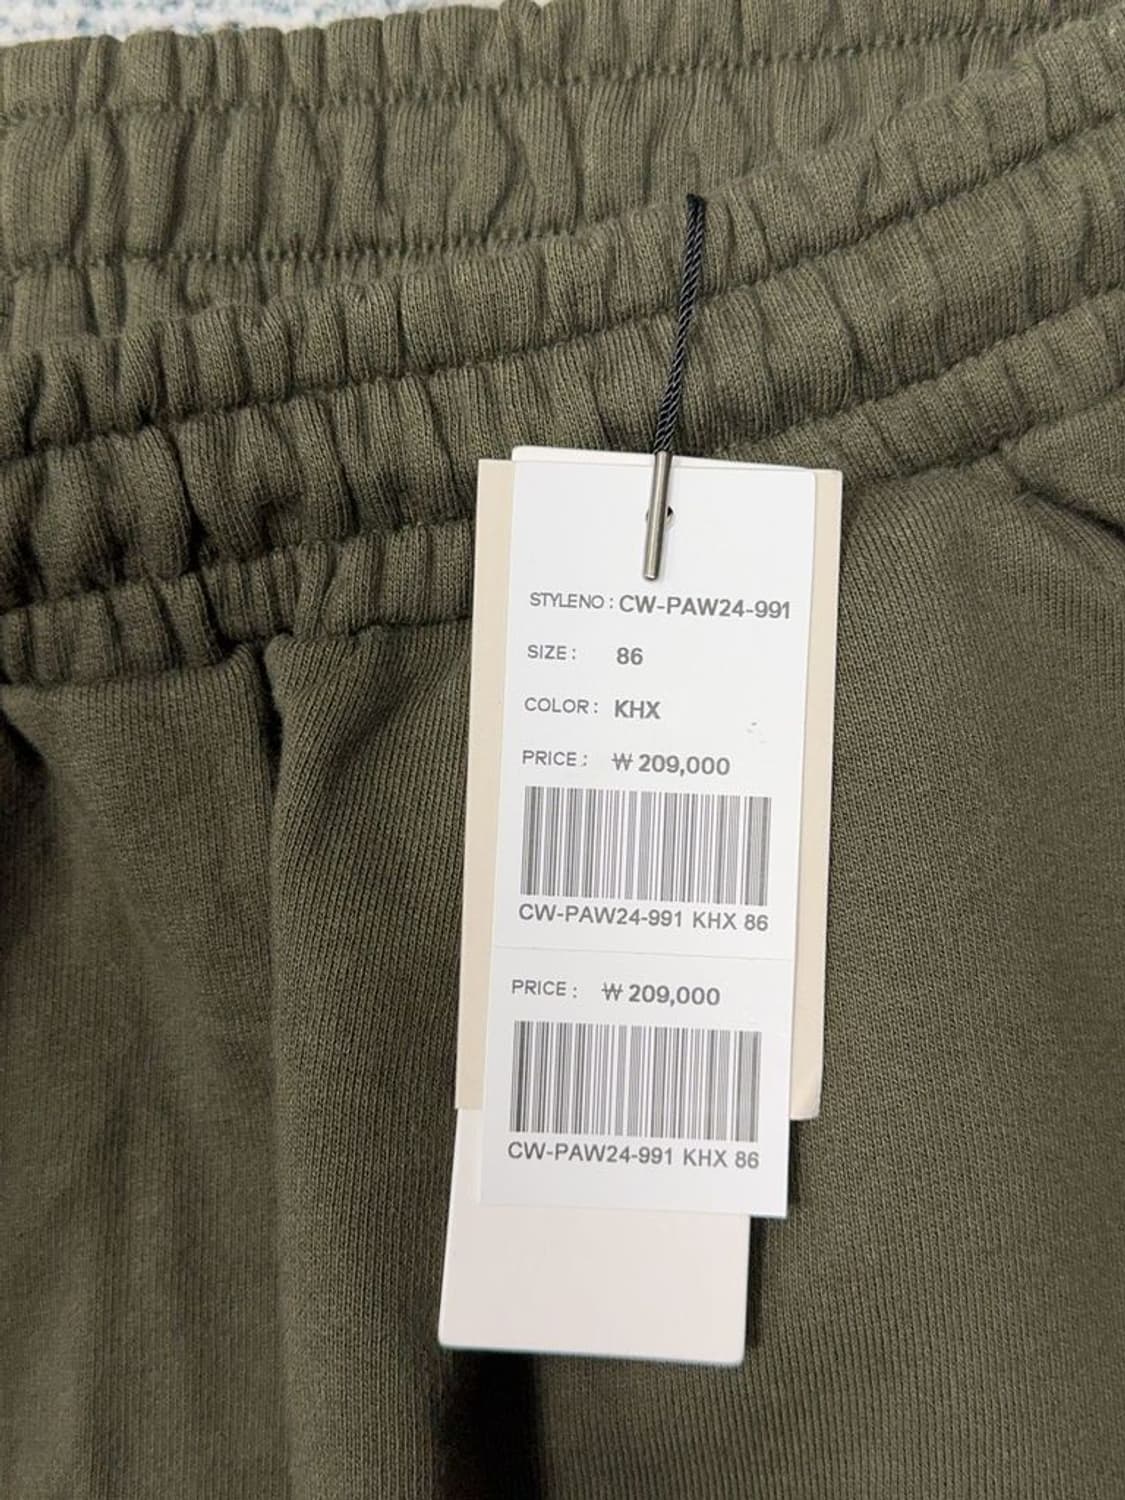 STYLENO : CW-PAW24-991
SIZE : 86
COLOR : KHX
PRICE : ₩ 209,000
CW-PAW24-991 KHX 86
PRICE : ₩ 209,000
CW-PAW24-991 KHX 86